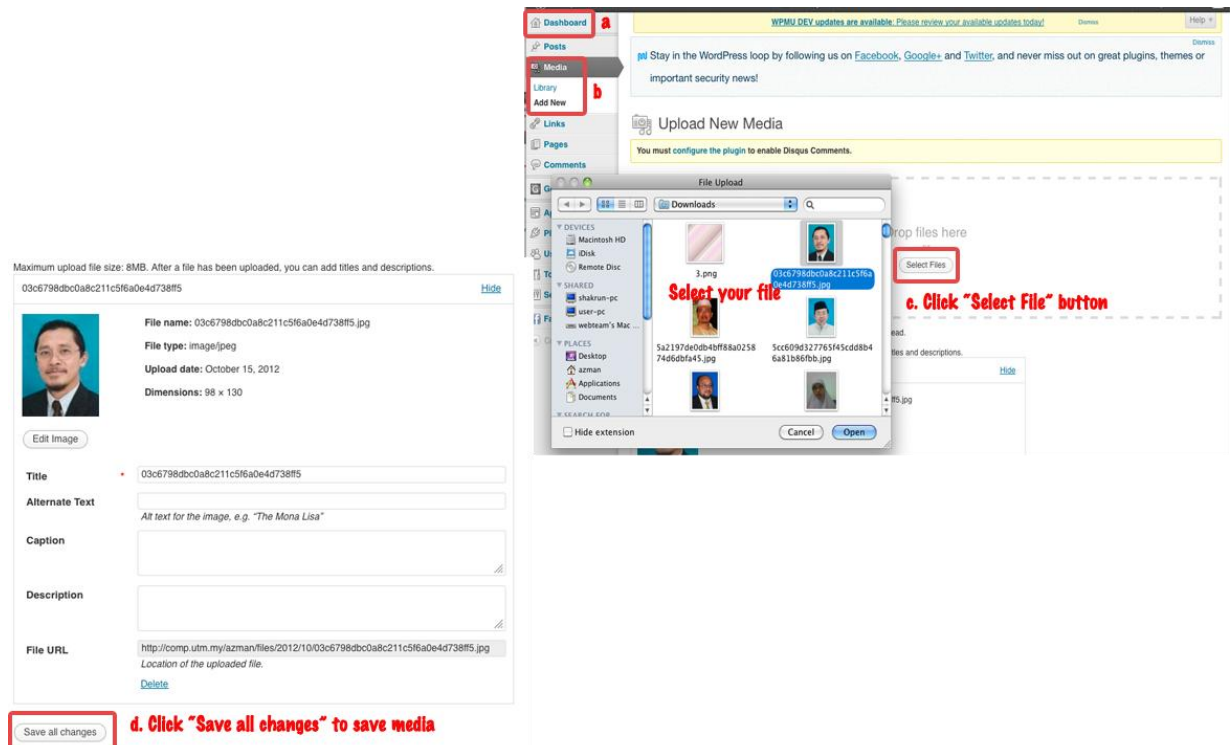 Dashboard
a
WPMU DEV updates are available: Please review your available updates today!
Dismiss
Help
Posts
Media
Library
Add New
b
Links
Pages
Comments
Dismiss
Stay in the WordPress loop by following us on Facebook, Google+ and Twitter, and never miss out on great plugins, themes or
important security news!
Upload New Media
You must configure the plugin to enable Disqus Comments.
File Upload
Downloads
DEVICES
Macintosh HD
iDisk
Remote Disc
SHARED
shakrun-pc
user-pc
webteam's Mac ...
PLACES
Desktop
azman
Applications
Documents
SEARCH FOR
3.png
03c6798dbc0a8c211c5f6a
0e4d738ff5.jpg
Select your file
5a2197de0db4bff88a0258
74d6dbfa45.jpg
5cc609d327765f45cdd8b4
6a81b86fbb.jpg
Hide extension
Cancel
Open
rop files here
Select Files
c. Click "Select File" button
ead.
tles and descriptions.
Hide
ff5.jpg
Maximum upload file size: 8MB. After a file has been uploaded, you can add titles and descriptions.
03c6798dbc0a8c211c5f6a0e4d738ff5
Hide
File name: 03c6798dbc0a8c211c5f6a0e4d738ff5.jpg
File type: image/jpeg
Upload date: October 15, 2012
Dimensions: 98 × 130
Edit Image
Title * 03c6798dbc0a8c211c5f6a0e4d738ff5
Alternate Text
Alt text for the image, e.g. "The Mona Lisa"
Caption
Description
File URL http://comp.utm.my/azman/files/2012/10/03c6798dbc0a8c211c5f6a0e4d738ff5.jpg
Location of the uploaded file.
Delete
Save all changes
d. Click "Save all changes" to save media